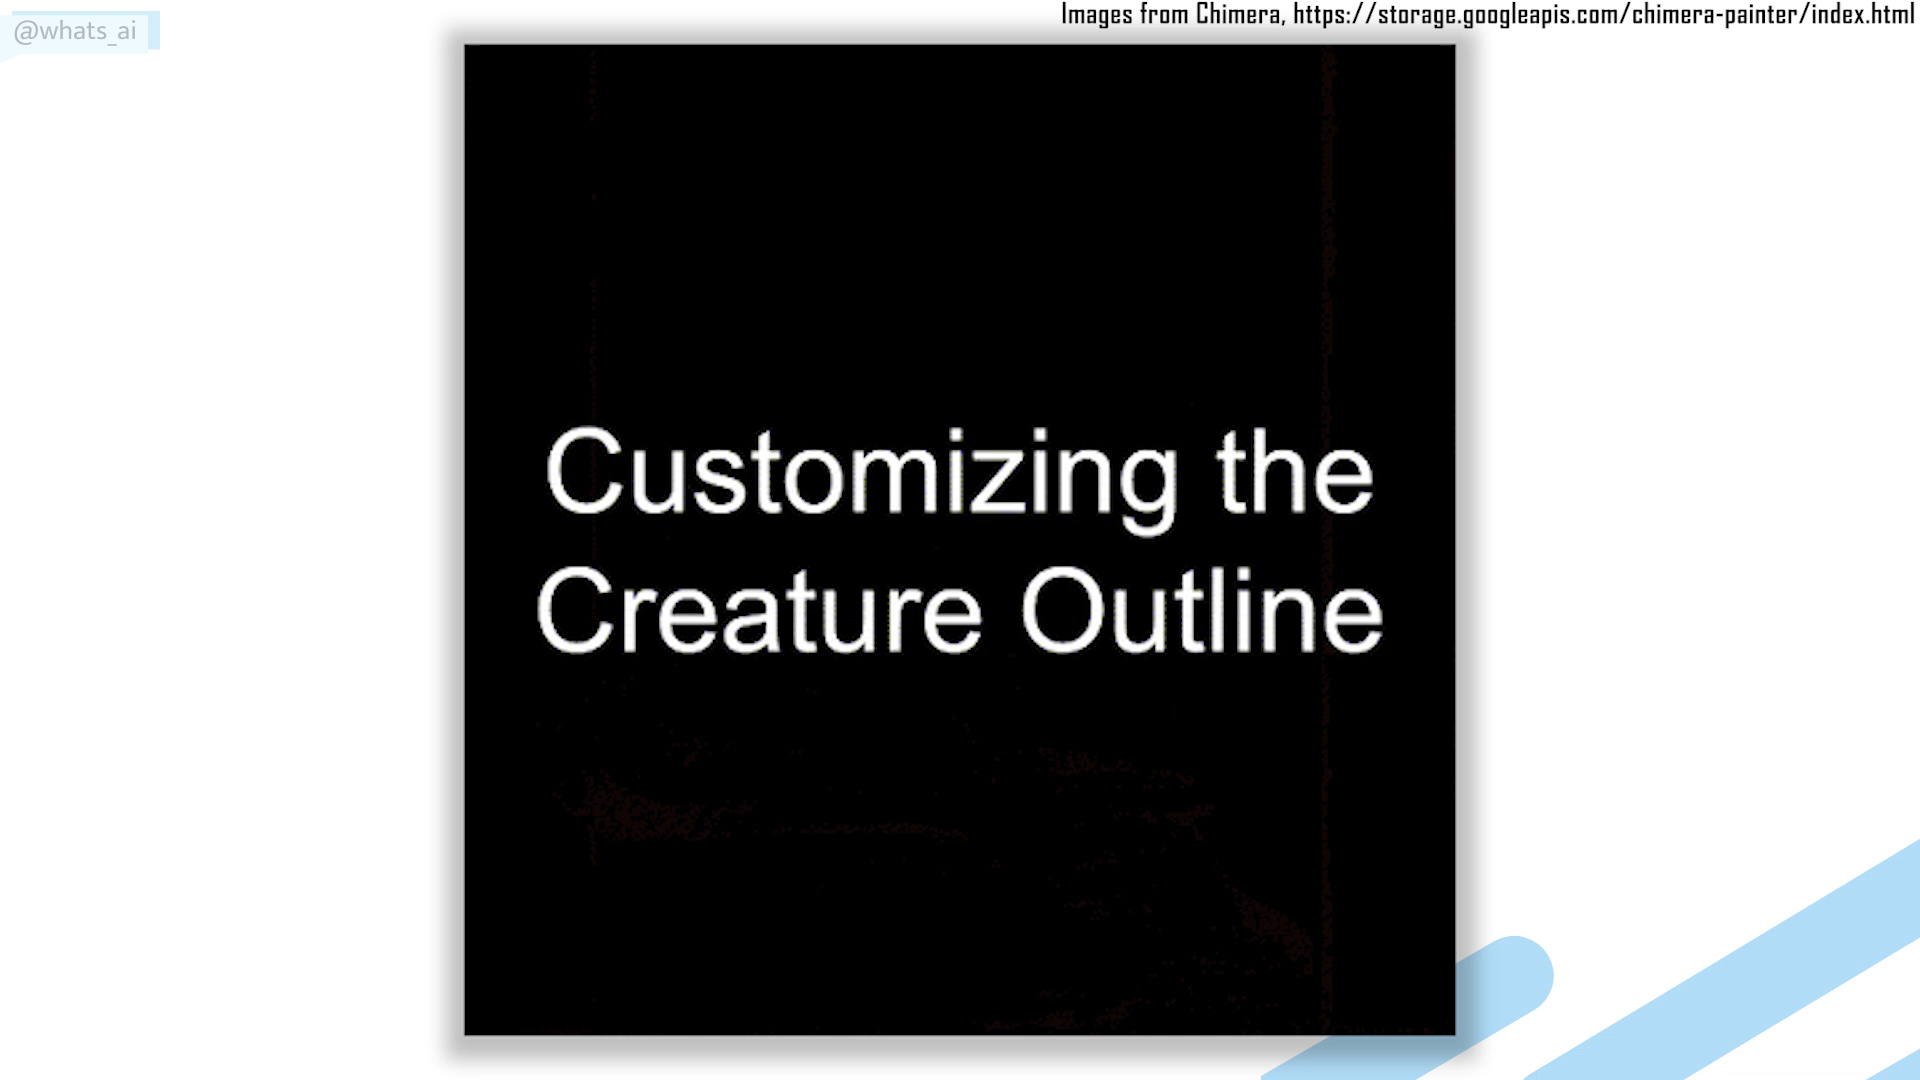 @whats_ai
Images from Chimera, https://storage.googleapis.com/chimera-painter/index.html
Customizing the
Creature Outline